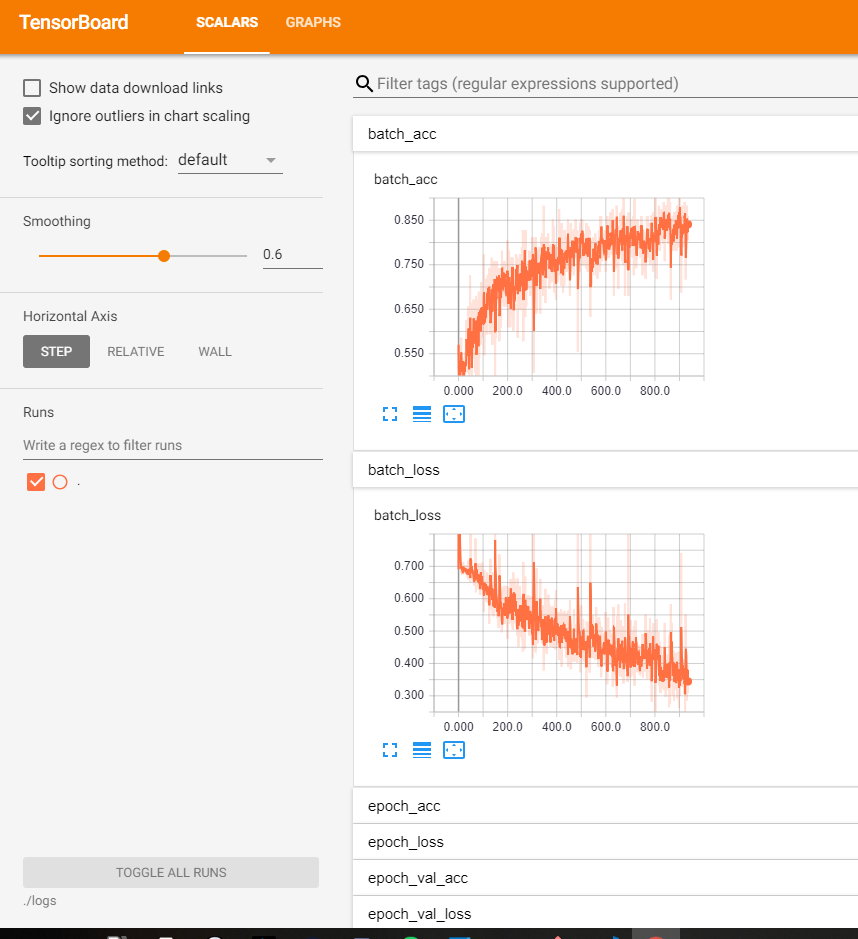 TensorBoard SCALARS GRAPHS
Show data download links
Ignore outliers in chart scaling
Tooltip sorting method: default
Smoothing
0.6
Horizontal Axis
STEP RELATIVE WALL
Runs
Write a regex to filter runs
.
TOGGLE ALL RUNS
./logs
Filter tags (regular expressions supported)
batch_acc
batch_acc
0.850
0.750
0.650
0.550
0.000 200.0 400.0 600.0 800.0
batch_loss
batch_loss
0.700
0.600
0.500
0.400
0.300
0.000 200.0 400.0 600.0 800.0
epoch_acc
epoch_loss
epoch_val_acc
epoch_val_loss